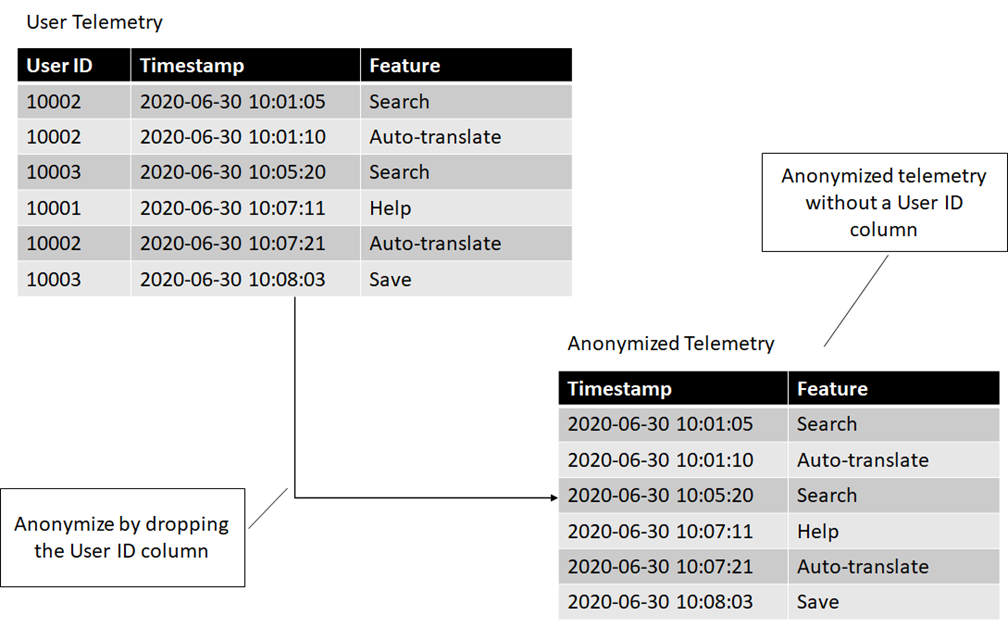 User Telemetry
User ID Timestamp Feature
10002 2020-06-30 10:01:05 Search
10002 2020-06-30 10:01:10 Auto-translate
10003 2020-06-30 10:05:20 Search
10001 2020-06-30 10:07:11 Help
10002 2020-06-30 10:07:21 Auto-translate
10003 2020-06-30 10:08:03 Save
Anonymized telemetry
without a User ID
column
Anonymized Telemetry
Timestamp Feature
2020-06-30 10:01:05 Search
2020-06-30 10:01:10 Auto-translate
2020-06-30 10:05:20 Search
2020-06-30 10:07:11 Help
2020-06-30 10:07:21 Auto-translate
2020-06-30 10:08:03 Save
Anonymize by dropping
the User ID column